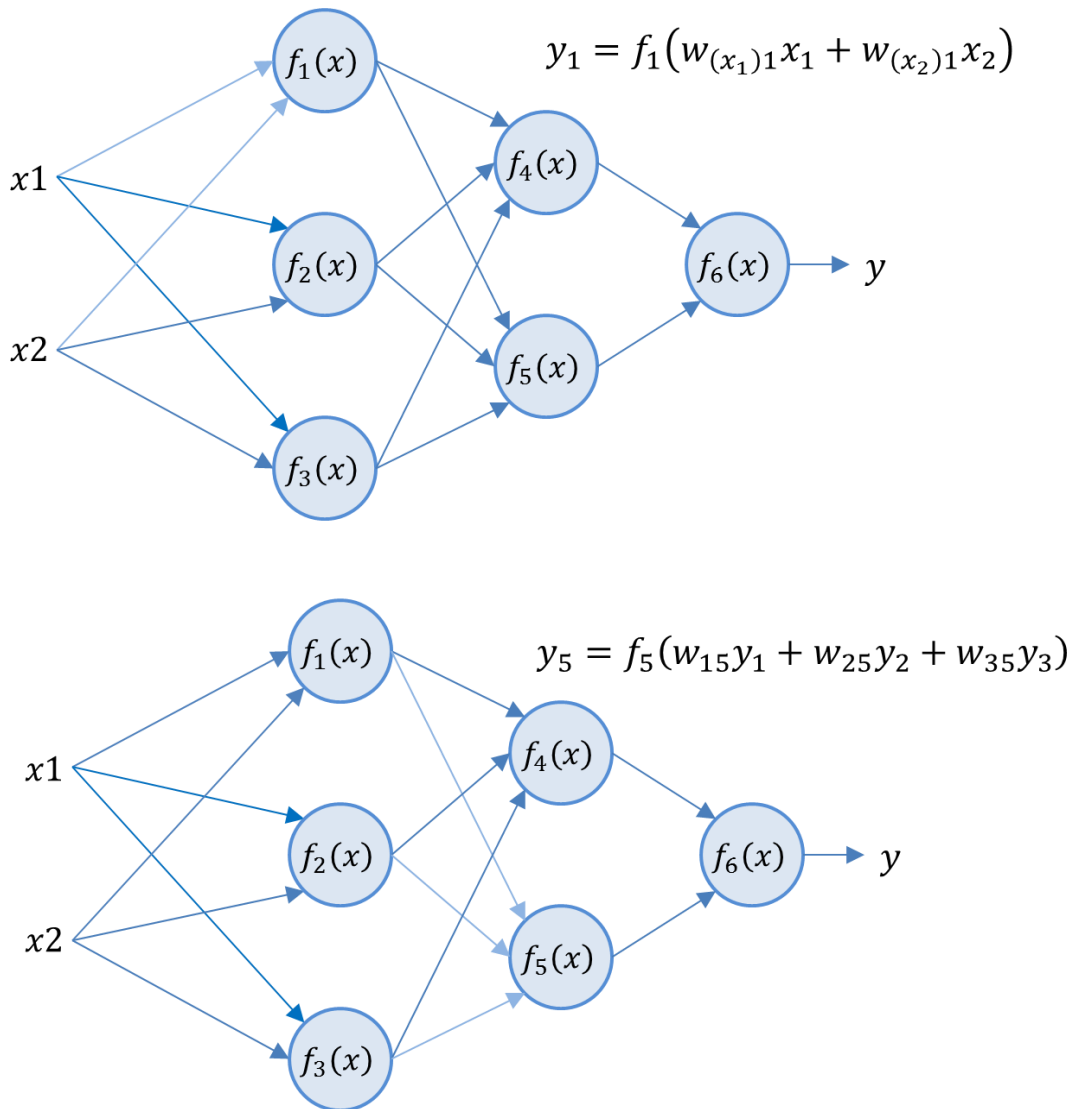 f₁(x)
y₁ = f₁(w₍ₓ₁₎₁x₁ + w₍ₓ₂₎₁x₂)
f₄(x)
x1
f₂(x)
f₆(x)
y
x2
f₅(x)
f₃(x)
f₁(x)
y₅ = f₅(w₁₅y₁ + w₂₅y₂ + w₃₅y₃)
f₄(x)
x1
f₂(x)
f₆(x)
y
x2
f₅(x)
f₃(x)